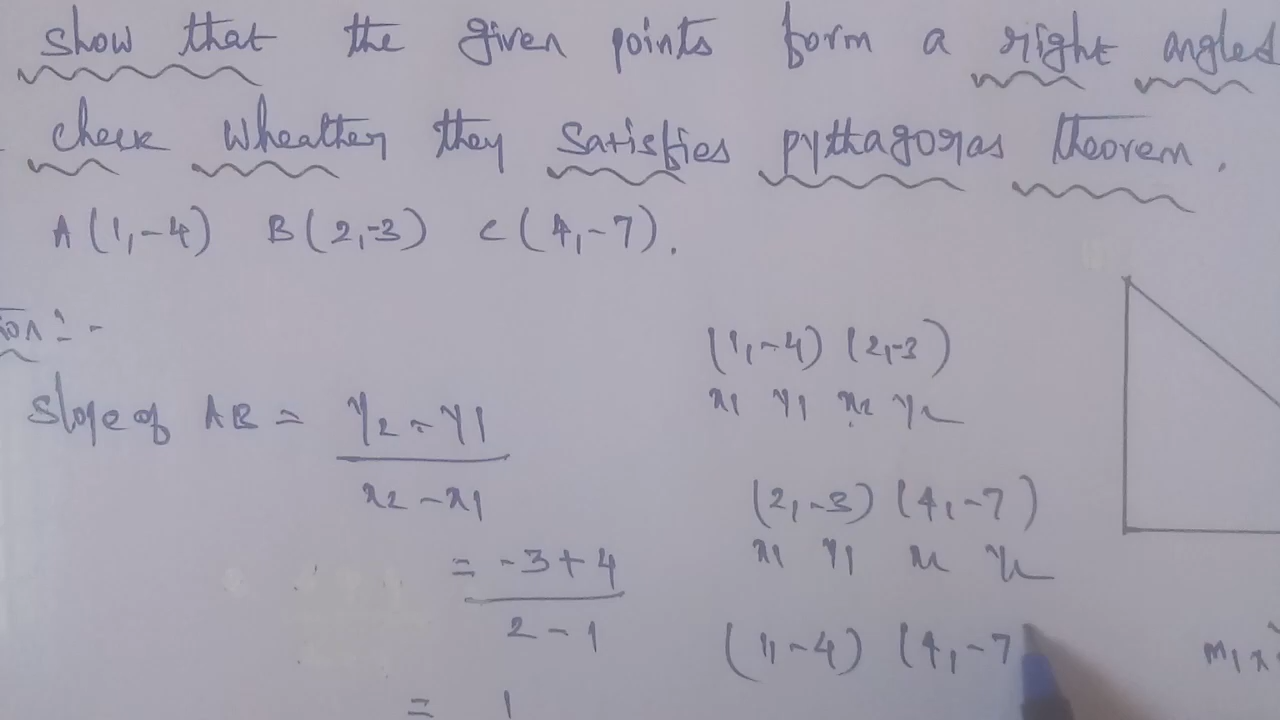 show that the given points form a right angled
check wheather they satisfies pythagoras theorem.
A(1,-4) B(2,-3) C(4,-7).
ion:-
(1,-4) (2,-3)
x1 y1 x2 y2
Slope of AB = y2 - y1
x2 - x1
(2,-3) (4,-7)
x1 y1 x2 y2
= -3+4
2 - 1
(1,-4) (4,-7
m1 x
= 1